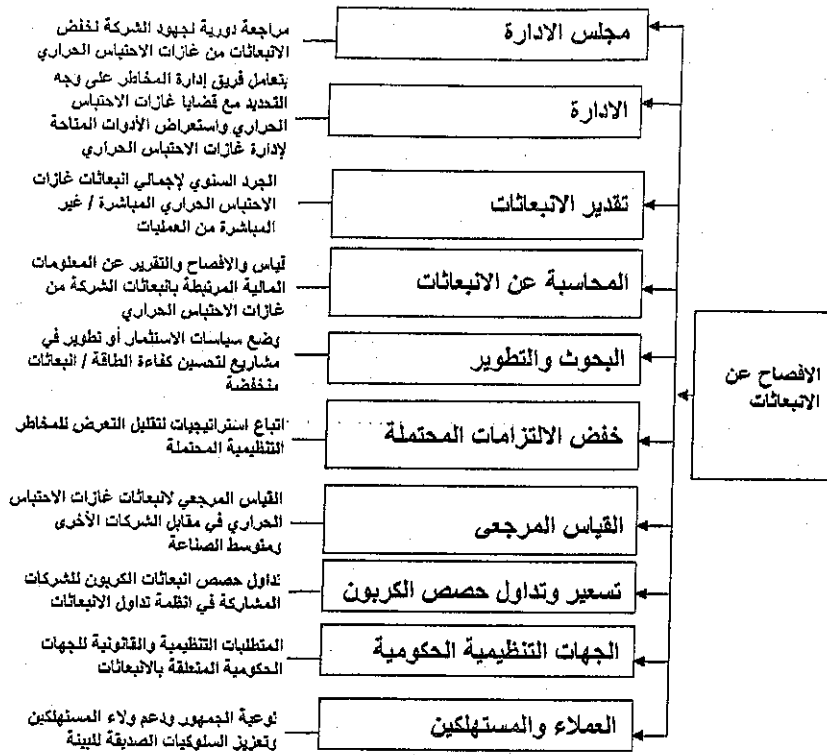 الافصاح عن
الانبعاثات
مجلس الادارة
مراجعة دورية لجهود الشركة لخفض
الانبعاثات من غازات الاحتباس الحراري
الادارة
يتعامل فريق إدارة المخاطر على وجه
التحديد مع قضايا غازات الاحتباس
الحراري واستعراض الأدوات المتاحة
لإدارة غازات الاحتباس الحراري
تقدير الانبعاثات
الجرد السنوي لإجمالي انبعاثات غازات
الاحتباس الحراري المباشرة / غير
المباشرة من العمليات
المحاسبة عن الانبعاثات
قياس والافصاح والتقرير عن المعلومات
المالية المرتبطة بانبعاثات الشركة من
غازات الاحتباس الحراري
البحوث والتطوير
وضع سياسات الاستثمار أو تطوير في
مشاريع لتحسين كفاءة الطاقة / انبعاثات
منخفضة
خفض الالتزامات المحتملة
اتباع استراتيجيات لتقليل التعرض للمخاطر
التنظيمية المحتملة
القياس المرجعى
القياس المرجعي لانبعاثات غازات الاحتباس
الحراري في مقابل الشركات الأخرى
ومتوسط الصناعة
تسعير وتداول حصص الكربون
تداول حصص انبعاثات الكربون للشركات
المشاركة في انظمة تداول الانبعاثات
الجهات التنظيمية الحكومية
المتطلبات التنظيمية والقانونية للجهات
الحكومية المتعلقة بالانبعاثات
العملاء والمستهلكين
توعية الجمهور ودعم ولاء المستهلكين
وتعزيز السلوكيات الصديقة للبيئة